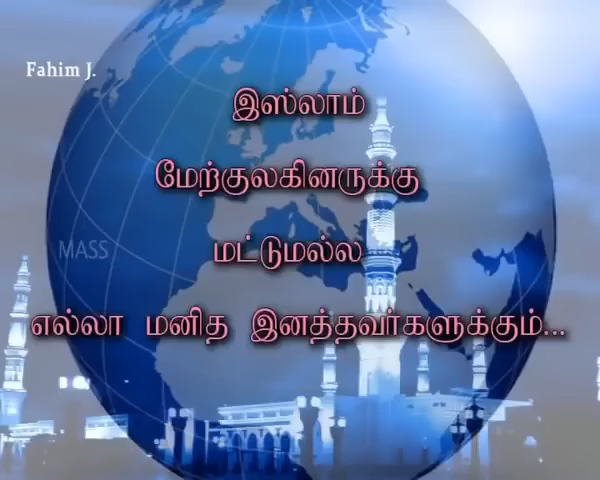 Fahim J.
இஸ்லாம்
மேற்குலகினருக்கு
மட்டுமல்ல
MASS
எல்லா மனித இனத்தவர்களுக்கும்...